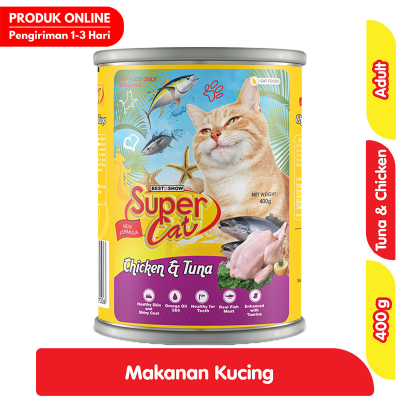 PRODUK ONLINE
Pengiriman 1-3 Hari
CAT FOODS
NET WEIGHT :
400g
BEST IN SHOW
Super
Cat
NEW
FORMULA
Chicken & Tuna
Healthy Skin
and
Shiny Coat
Omega Oil
3&6
Healthy for
Teeth
Real Fish
Meat
Enhanced
with
Taurine
Adult
Tuna & Chicken
400 g
Makanan Kucing